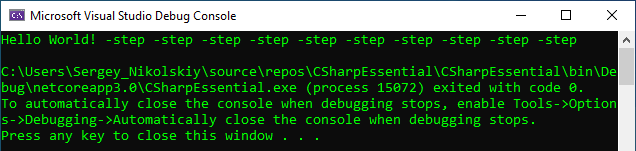 Microsoft Visual Studio Debug Console
Hello World! -step -step -step -step -step -step -step -step -step -step
C:\Users\Sergey_Nikolskiy\source\repos\CSharpEssential\CSharpEssential\bin\De
bug\netcoreapp3.0\CSharpEssential.exe (process 15072) exited with code 0.
To automatically close the console when debugging stops, enable Tools->Option
s->Debugging->Automatically close the console when debugging stops.
Press any key to close this window . . .